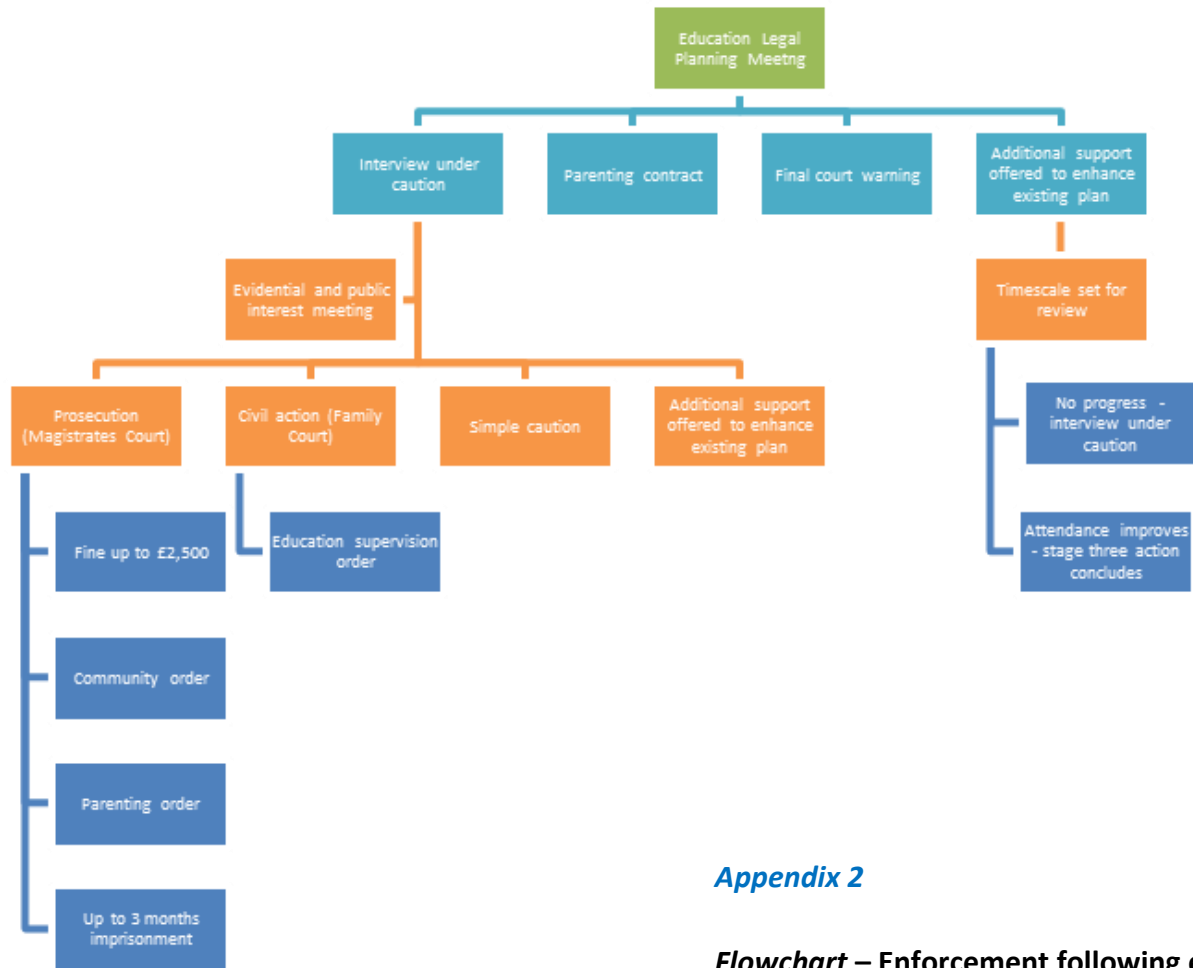 Education Legal
Planning Meetng
Interview under
caution
Parenting contract
Final court warning
Additional support
offered to enhance
existing plan
Evidential and public
interest meeting
Timescale set for
review
Prosecution
(Magistrates Court)
Civil action (Family
Court)
Simple caution
Additional support
offered to enhance
existing plan
No progress -
interview under
caution
Fine up to £2,500
Education supervision
order
Attendance improves
- stage three action
concludes
Community order
Parenting order
Up to 3 months
imprisonment
Appendix 2
Flowchart – Enforcement following